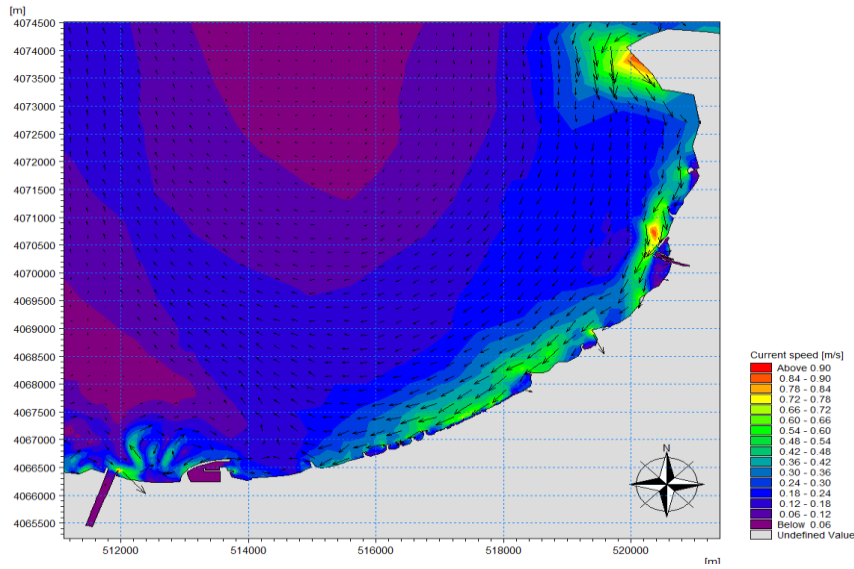 [m]
4074500
4074000
4073500
4073000
4072500
4072000
4071500
4071000
4070500
4070000
4069500
4069000
4068500
4068000
4067500
4067000
4066500
4066000
4065500
512000 514000 516000 518000 520000
[m]
N
Current speed [m/s]
Above 0.90
0.84 - 0.90
0.78 - 0.84
0.72 - 0.78
0.66 - 0.72
0.60 - 0.66
0.54 - 0.60
0.48 - 0.54
0.42 - 0.48
0.36 - 0.42
0.30 - 0.36
0.24 - 0.30
0.18 - 0.24
0.12 - 0.18
0.06 - 0.12
Below 0.06
Undefined Value